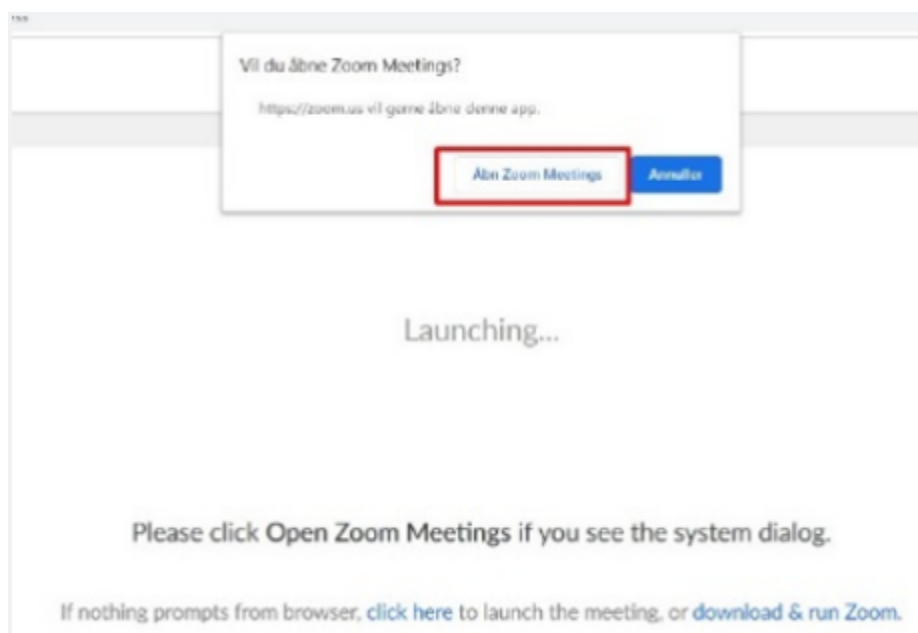 Vil du åbne Zoom Meetings?
https://zoom.us vil gerne åbne denne app.
Åbn Zoom Meetings
Annuller
Launching...
Please click Open Zoom Meetings if you see the system dialog.
If nothing prompts from browser, click here to launch the meeting, or download & run Zoom.